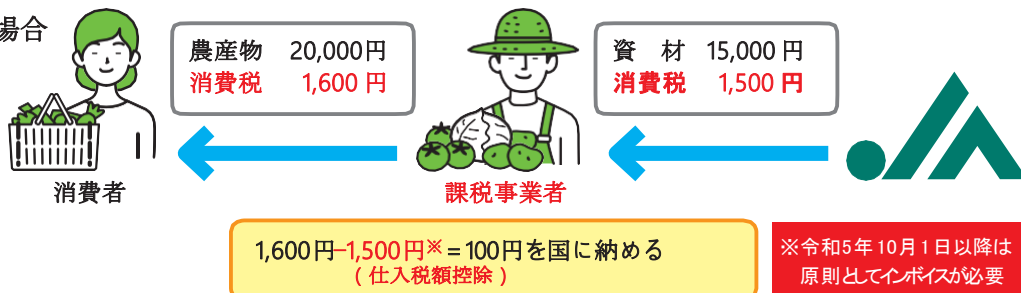 場合
農産物 20,000円
消費税 1,600 円
資 材 15,000 円
消費税 1,500 円
消費者
課税事業者
1,600円−1,500円※＝100円を国に納める
( 仕入税額控除 )
※令和5年10月1日以降は
原則としてインボイスが必要